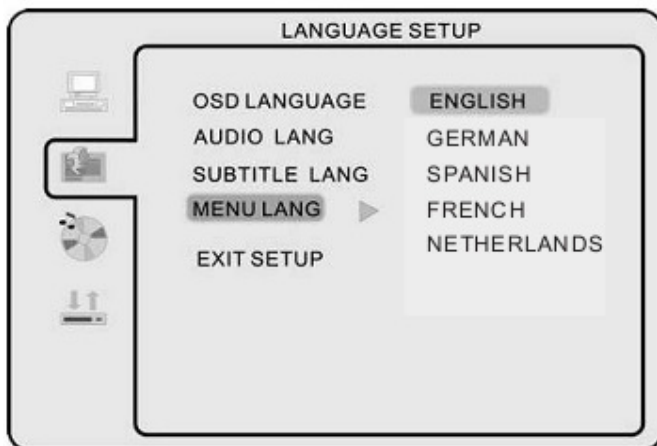 LANGUAGE SETUP
OSD LANGUAGE ENGLISH
AUDIO LANG GERMAN
SUBTITLE LANG SPANISH
MENU LANG FRENCH
EXIT SETUP NETHERLANDS